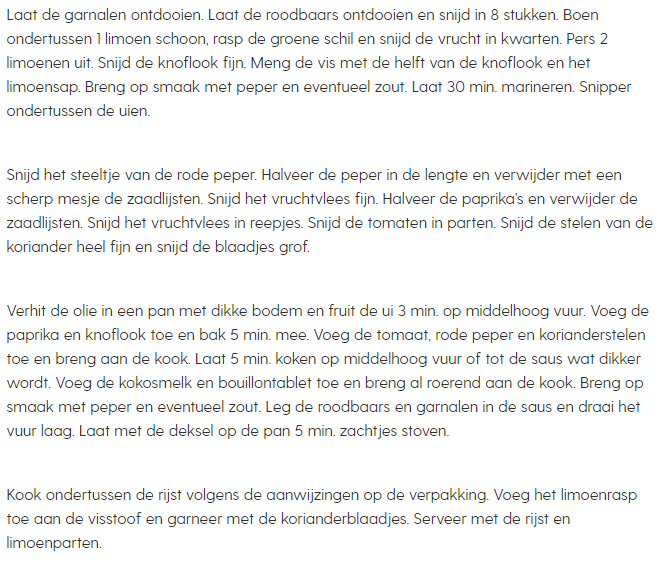 Laat de garnalen ontdooien. Laat de roodbaars ontdooien en snijd in 8 stukken. Boen
ondertussen 1 limoen schoon, rasp de groene schil en snijd de vrucht in kwarten. Pers 2
limoenen uit. Snijd de knoflook fijn. Meng de vis met de helft van de knoflook en het
limoensap. Breng op smaak met peper en eventueel zout. Laat 30 min. marineren. Snipper
ondertussen de uien.
Snijd het steeltje van de rode peper. Halveer de peper in de lengte en verwijder met een
scherp mesje de zaadlijsten. Snijd het vruchtvlees fijn. Halveer de paprika's en verwijder de
zaadlijsten. Snijd het vruchtvlees in reepjes. Snijd de tomaten in parten. Snijd de stelen van de
koriander heel fijn en snijd de blaadjes grof.
Verhit de olie in een pan met dikke bodem en fruit de ui 3 min. op middelhoog vuur. Voeg de
paprika en knoflook toe en bak 5 min. mee. Voeg de tomaat, rode peper en korianderstelen
toe en breng aan de kook. Laat 5 min. koken op middelhoog vuur of tot de saus wat dikker
wordt. Voeg de kokosmelk en bouillontablet toe en breng al roerend aan de kook. Breng op
smaak met peper en eventueel zout. Leg de roodbaars en garnalen in de saus en draai het
vuur laag. Laat met de deksel op de pan 5 min. zachtjes stoven.
Kook ondertussen de rijst volgens de aanwijzingen op de verpakking. Voeg het limoenrasp
toe aan de visstoof en garneer met de korianderblaadjes. Serveer met de rijst en
limoenparten.